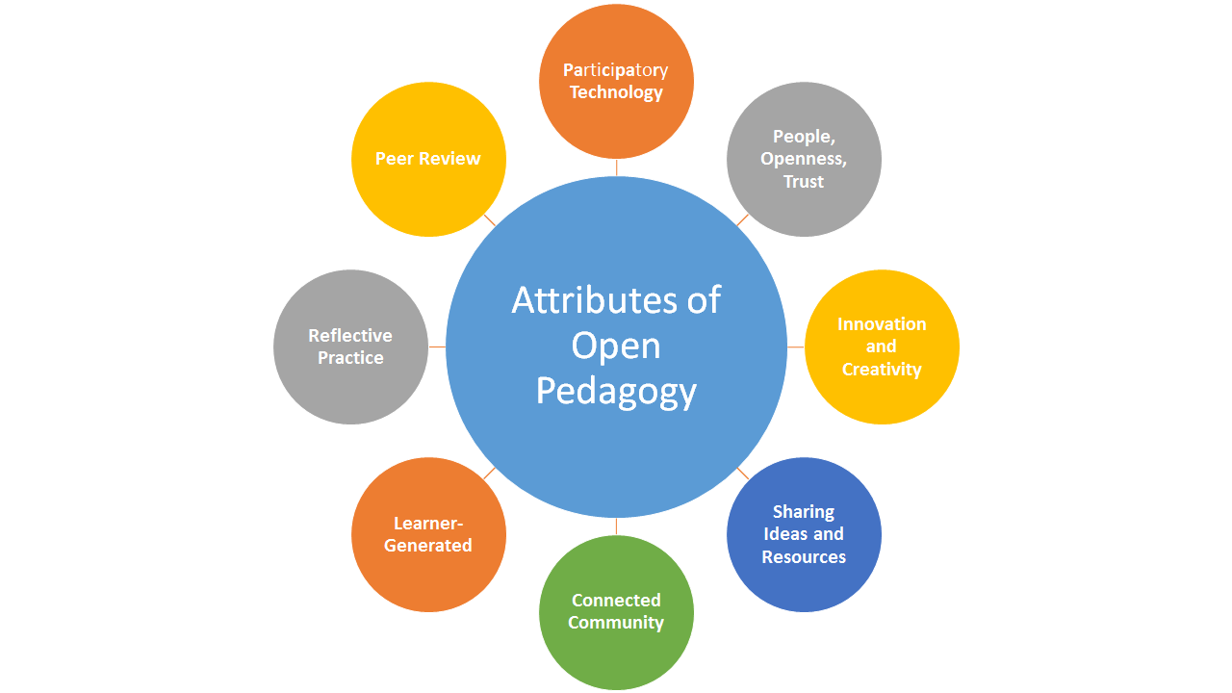 Participatory
Technology
People,
Openness,
Trust
Innovation
and
Creativity
Sharing
Ideas and
Resources
Connected
Community
Learner-
Generated
Reflective
Practice
Peer Review
Attributes of
Open
Pedagogy